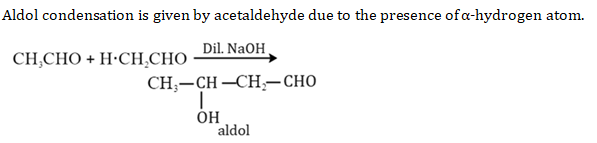 Aldol condensation is given by acetaldehyde due to the presence of α-hydrogen atom.
CH₃CHO + H·CH₂CHO Dil. NaOH
CH₃—CH—CH₂—CHO
|
OH
aldol